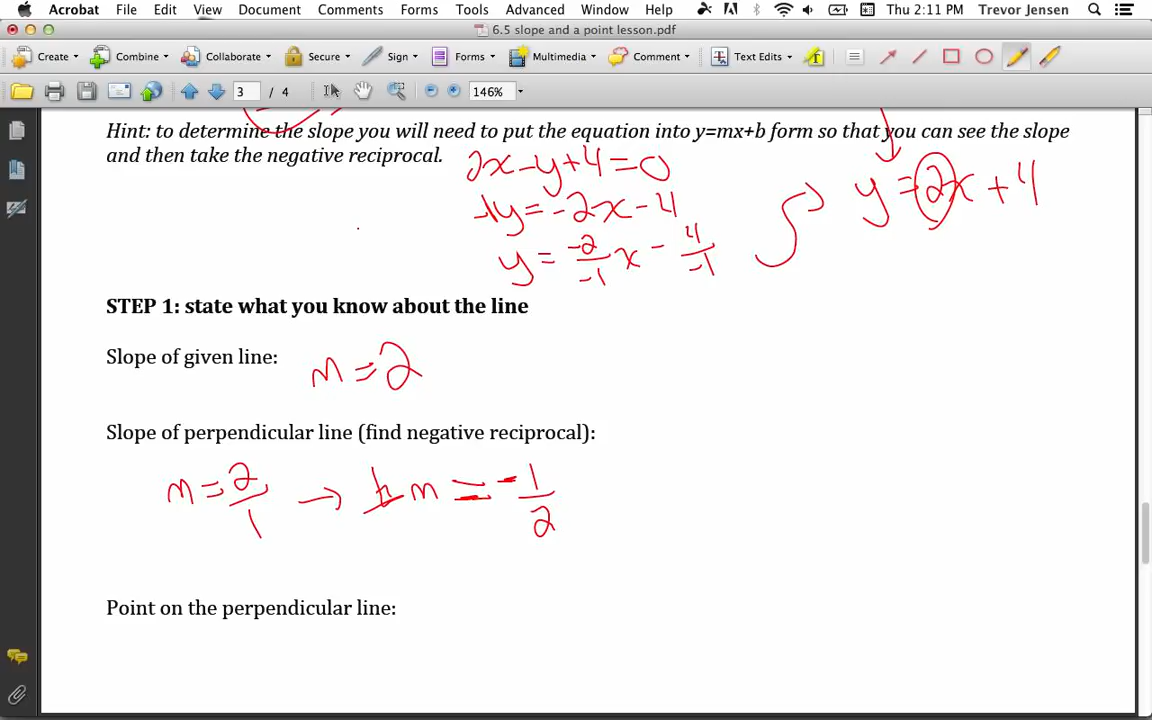 Acrobat File Edit View Document Comments Forms Tools Advanced Window Help Thu 2:11 PM Trevor Jensen
6.5 slope and a point lesson.pdf
Create Combine Collaborate Secure Sign Forms Multimedia Comment Text Edits
3 / 4 146%
Hint: to determine the slope you will need to put the equation into y=mx+b form so that you can see the slope
and then take the negative reciprocal.
2x-y+4=0
-1y=-2x-4
y=-2/-1x-4/-1
y=2x+4
STEP 1: state what you know about the line
Slope of given line: m=2
Slope of perpendicular line (find negative reciprocal):
m=2/1 → m=-1/2
Point on the perpendicular line: